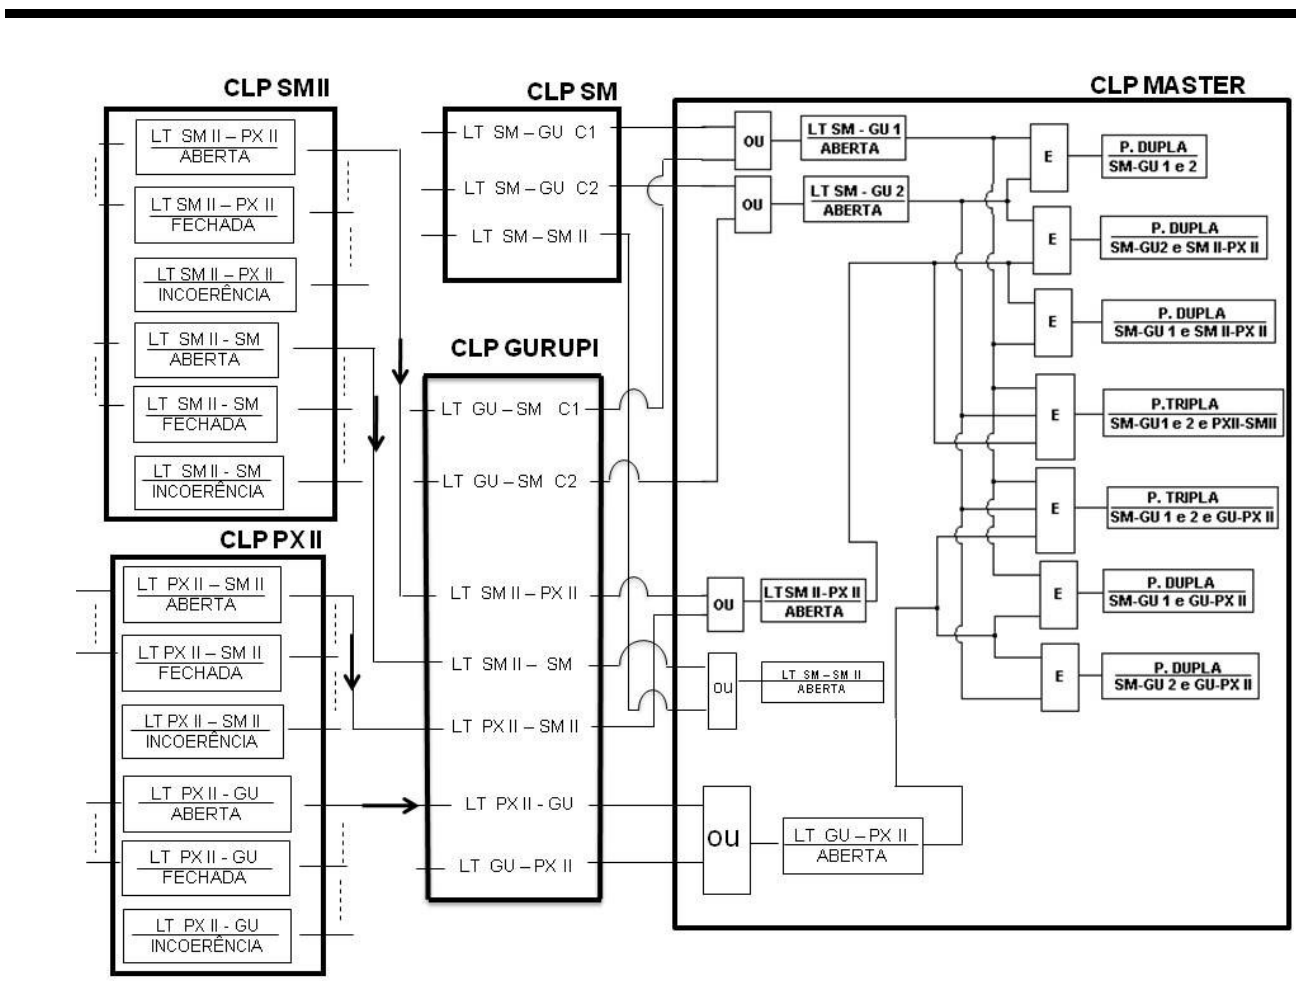 CLP SM II
LT SM II – PX II
ABERTA
LT SM II – PX II
FECHADA
LT SM II – PX II
INCOERÊNCIA
LT SM II - SM
ABERTA
LT SM II - SM
FECHADA
LT SM II - SM
INCOERÊNCIA
CLP PX II
LT PX II – SM II
ABERTA
LT PX II – SM II
FECHADA
LT PX II – SM II
INCOERÊNCIA
LT PX II - GU
ABERTA
LT PX II - GU
FECHADA
LT PX II - GU
INCOERÊNCIA
CLP SM
LT SM – GU C1
LT SM – GU C2
LT SM – SM II
CLP GURUPI
LT GU – SM C1
LT GU – SM C2
LT SM II – PX II
LT SM II – SM
LT PX II – SM II
LT PX II - GU
LT GU – PX II
CLP MASTER
OU
LT SM - GU 1
ABERTA
OU
LT SM - GU 2
ABERTA
OU
LT SM II-PX II
ABERTA
OU
LT SM – SM II
ABERTA
OU
LT GU – PX II
ABERTA
E
P. DUPLA
SM-GU 1 e 2
E
P. DUPLA
SM-GU2 e SM II-PX II
E
P. DUPLA
SM-GU 1 e SM II-PX II
E
P.TRIPLA
SM-GU1 e 2 e PXII-SMII
E
P. TRIPLA
SM-GU 1 e 2 e GU-PX II
E
P. DUPLA
SM-GU 1 e GU-PX II
E
P. DUPLA
SM-GU 2 e GU-PX II